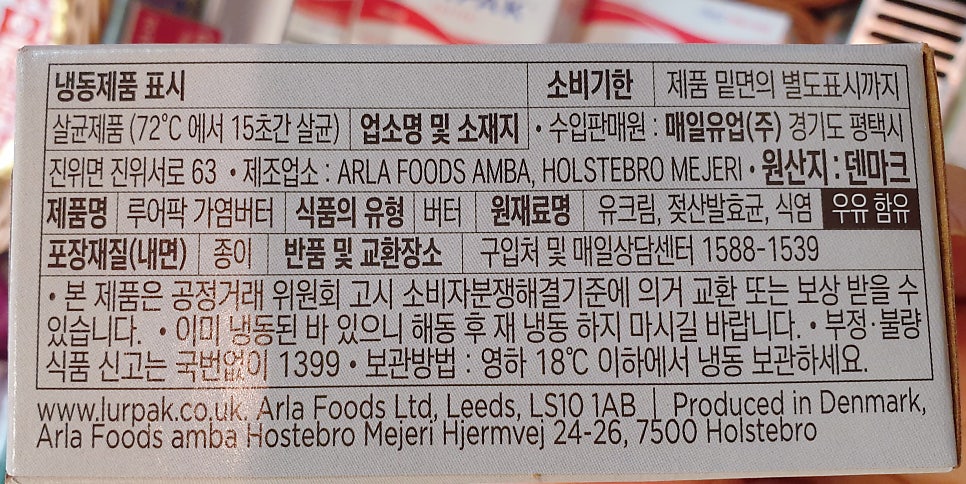 냉동제품 표시 소비기한 제품 밑면의 별도표시까지
살균제품 (72°C 에서 15초간 살균) 업소명 및 소재지 • 수입판매원 : 매일유업(주) 경기도 평택시
진위면 진위서로 63 • 제조업소 : ARLA FOODS AMBA, HOLSTEBRO MEJERI • 원산지 : 덴마크
제품명 루어팍 가염버터 식품의 유형 버터 원재료명 유크림, 젖산발효균, 식염 우유 함유
포장재질(내면) 종이 반품 및 교환장소 구입처 및 매일상담센터 1588-1539
• 본 제품은 공정거래 위원회 고시 소비자분쟁해결기준에 의거 교환 또는 보상 받을 수
있습니다. • 이미 냉동된 바 있으니 해동 후 재 냉동 하지 마시길 바랍니다. • 부정·불량
식품 신고는 국번없이 1399 • 보관방법 : 영하 18℃ 이하에서 냉동 보관하세요.
www.lurpak.co.uk. Arla Foods Ltd, Leeds, LS10 1AB | Produced in Denmark,
Arla Foods amba Hostebro Mejeri Hjermvej 24-26, 7500 Holstebro